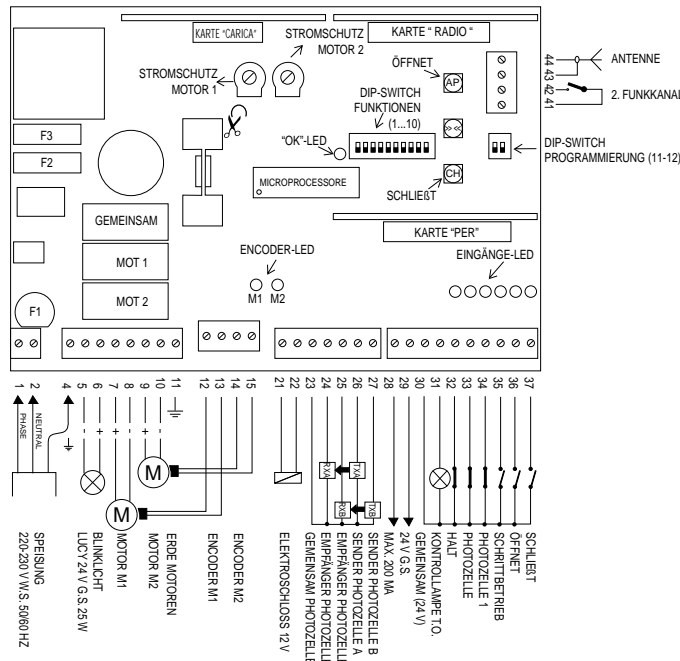 KARTE "CARICA"
STROMSCHUTZ
MOTOR 2
KARTE " RADIO "
STROMSCHUTZ
MOTOR 1
ÖFFNET
AP
44
43
42
41
ANTENNE
2. FUNKKANAL
DIP-SWITCH
FUNKTIONEN
(1...10)
>> <<
"OK"-LED
DIP-SWITCH
PROGRAMMIERUNG (11-12)
F3
F2
MICROPROCESSORE
CH
SCHLIEßT
GEMEINSAM
KARTE "PER"
MOT 1
ENCODER-LED
EINGÄNGE-LED
MOT 2
M1 M2
F1
1 2 4 5 6 7 8 9 10 11 12 13 14 15 21 22 23 24 25 26 27 28 29 30 31 32 33 34 35 36 37
PHASE
NEUTRAL
- + + - + -
M
M
RXA
TXA
RXB
TXB
SPEISUNG
220-230 V W.S. 50/60 HZ
BLINKLICHT
LUCY 24 V G.S. 25 W
MOTOR M1
MOTOR M2
ERDE MOTOREN
ENCODER M1
ENCODER M2
ELEKTROSCHLOSS 12 V
GEMEINSAM PHOTOZELLE
EMPFÄNGER PHOTOZELL
EMPFÄNGER PHOTOZELL
SENDER PHOTOZELLE A
SENDER PHOTOZELLE B
MAX. 200 MA
24 V G.S.
GEMEINSAM (24 V)
KONTROLLAMPE T.O.
HALT
PHOTOZELLE
PHOTOZELLE 1
SCHRITTBETRIEB
ÖFFNET
SCHLIEßT